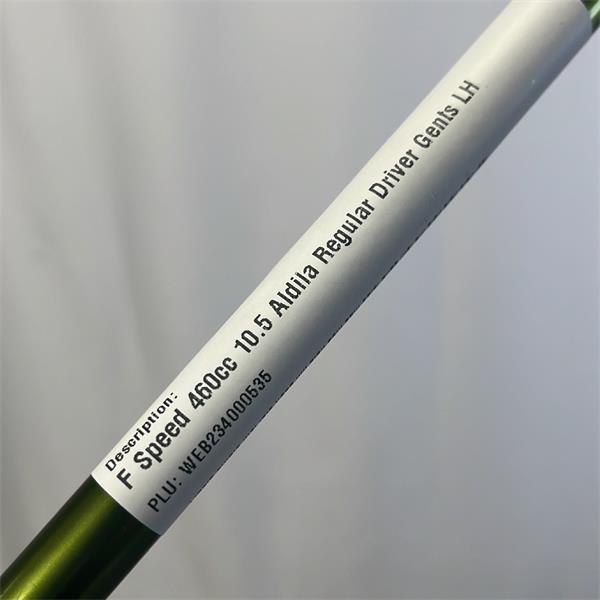 Description:
F Speed 460cc 10.5 Aldila Regular Driver Gents LH
PLU: WEB234000535